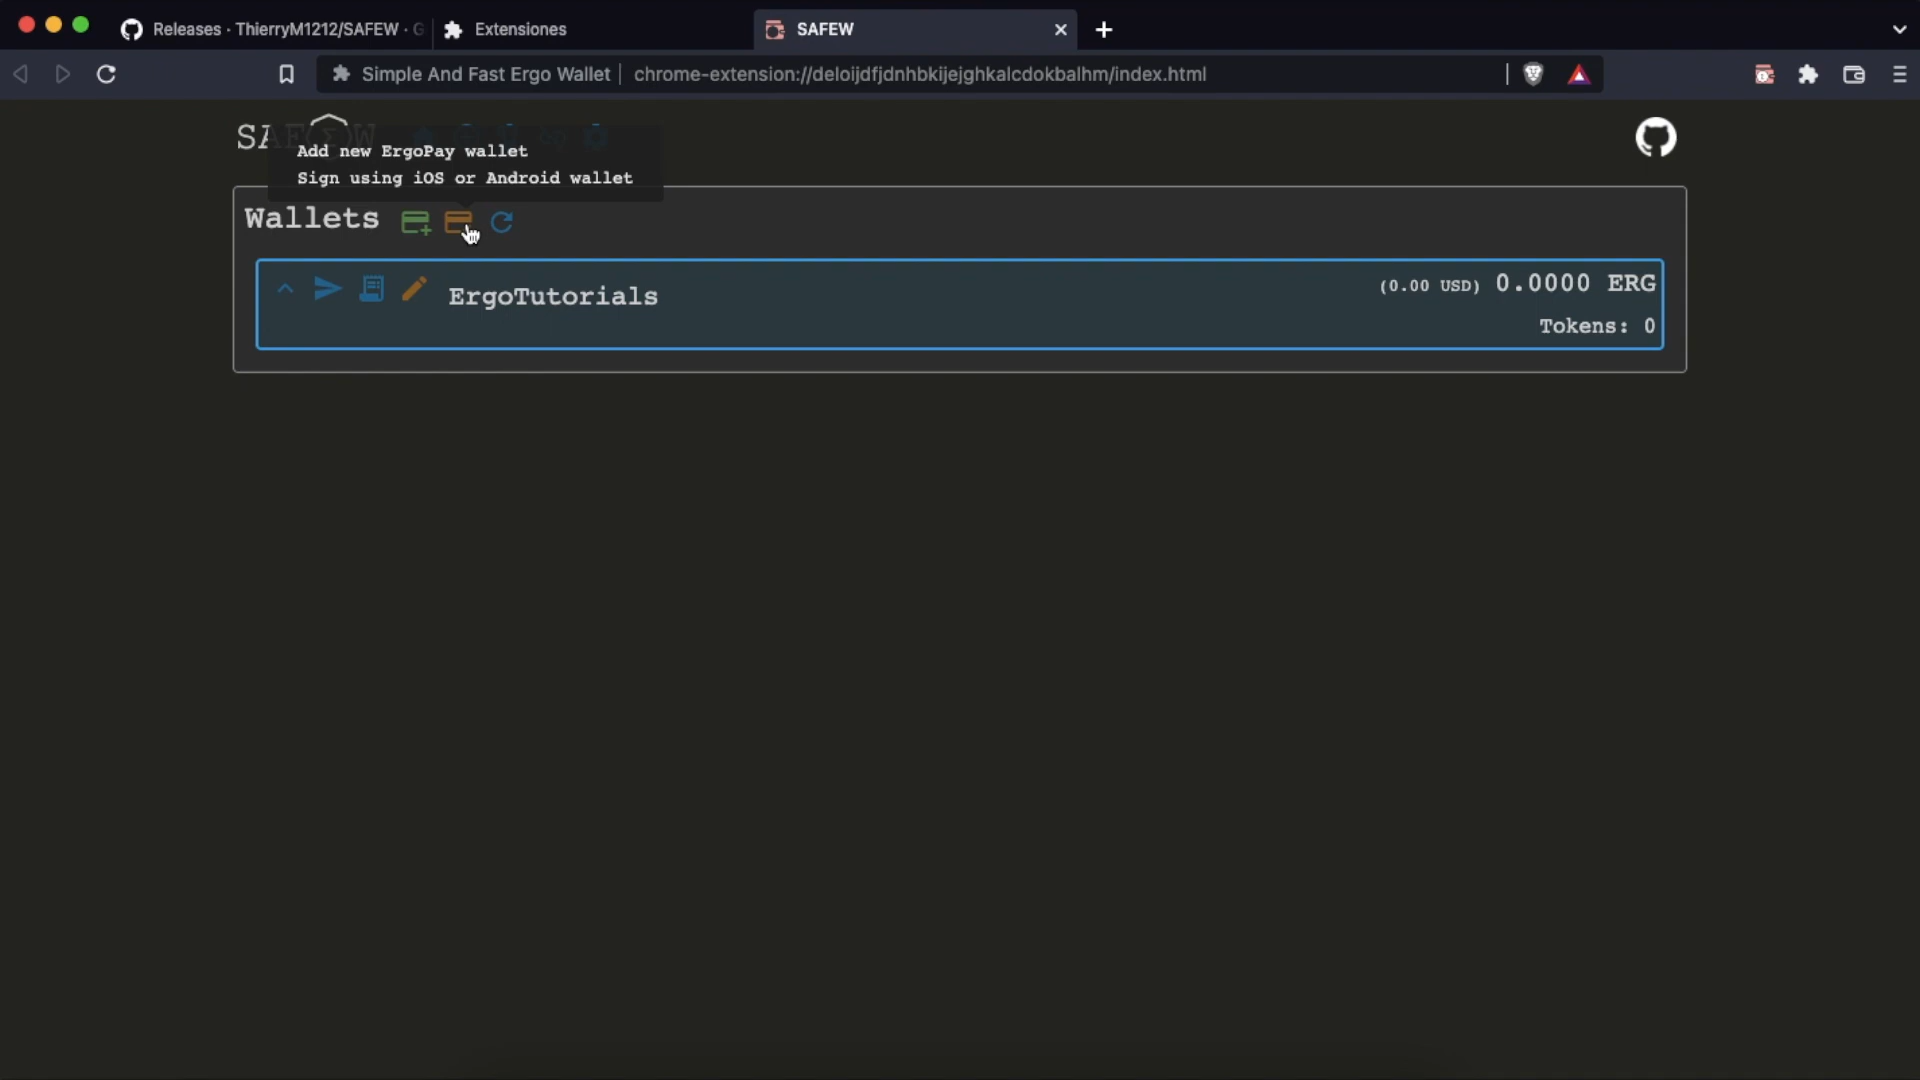 Releases · ThierryM1212/SAFEW · G
Extensiones
SAFEW
Simple And Fast Ergo Wallet
chrome-extension://deloijdfjdnhbkijejghkalcdokbalhm/index.html
SAFΣW
Add new ErgoPay wallet
Sign using iOS or Android wallet
Wallets
ErgoTutorials
(0.00 USD) 0.0000 ERG
Tokens: 0